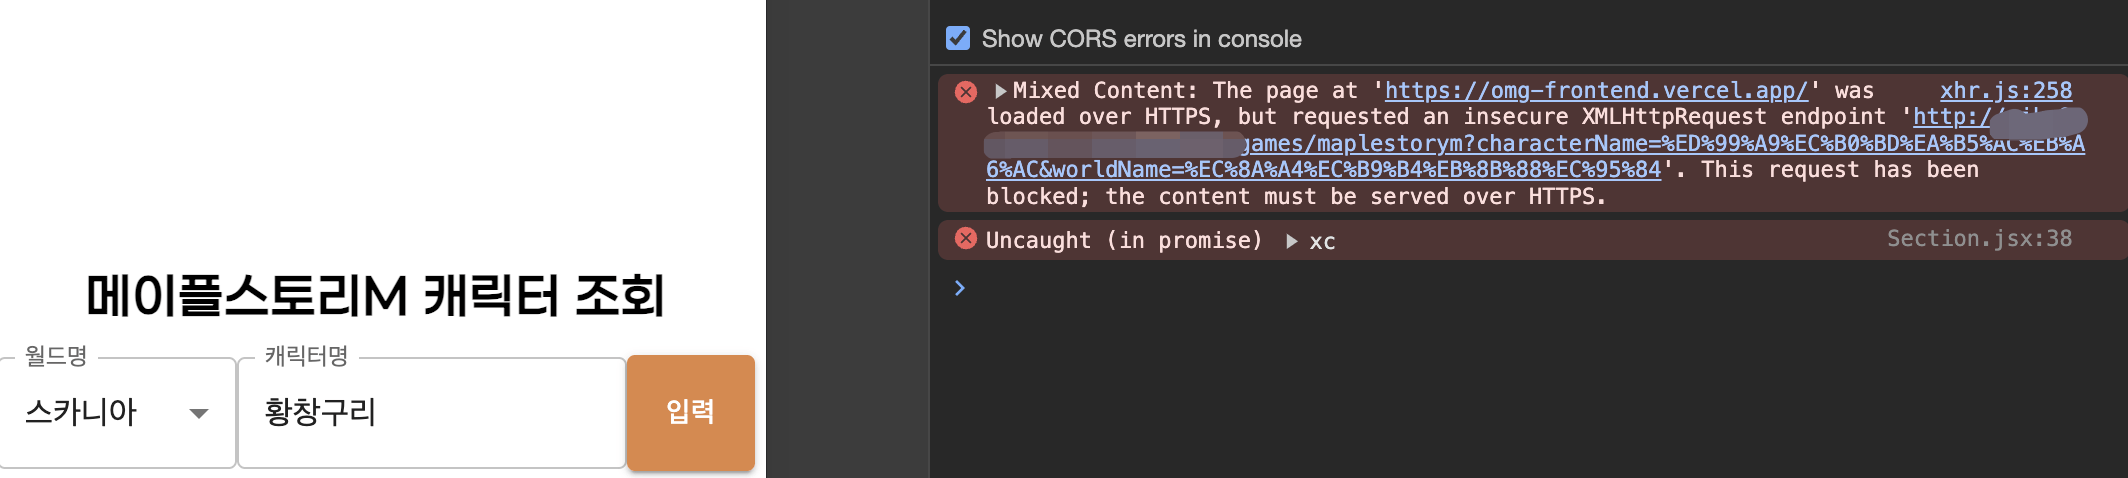 Show CORS errors in console
Mixed Content: The page at 'https://omg-frontend.vercel.app/' was xhr.js:258
loaded over HTTPS, but requested an insecure XMLHttpRequest endpoint 'http:/
games/maplestorym?characterName=%ED%99%A9%EC%B0%BD%EA%B5%AC%EB%A
6%AC&worldName=%EC%8A%A4%EC%B9%B4%EB%8B%88%EC%95%84'. This request has been
blocked; the content must be served over HTTPS.
Uncaught (in promise) xc Section.jsx:38
메이플스토리M 캐릭터 조회
월드명 캐릭터명
스카니아 황창구리 입력